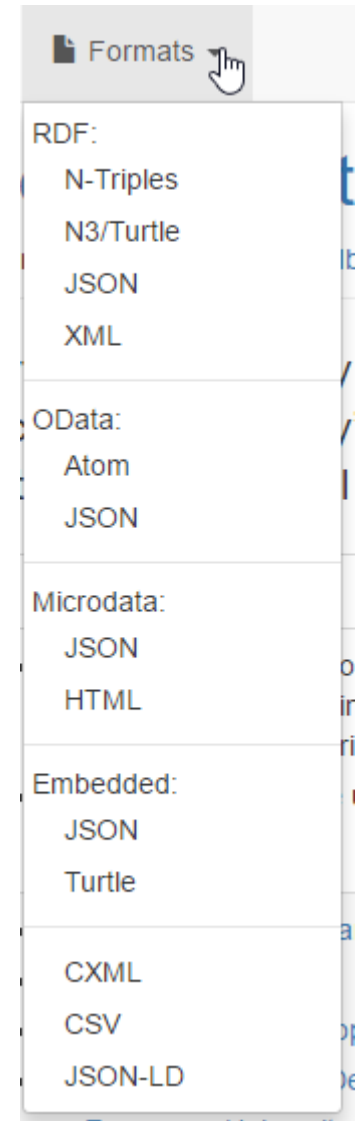 Formats
RDF:
N-Triples
N3/Turtle
JSON
XML
OData:
Atom
JSON
Microdata:
JSON
HTML
Embedded:
JSON
Turtle
CXML
CSV
JSON-LD